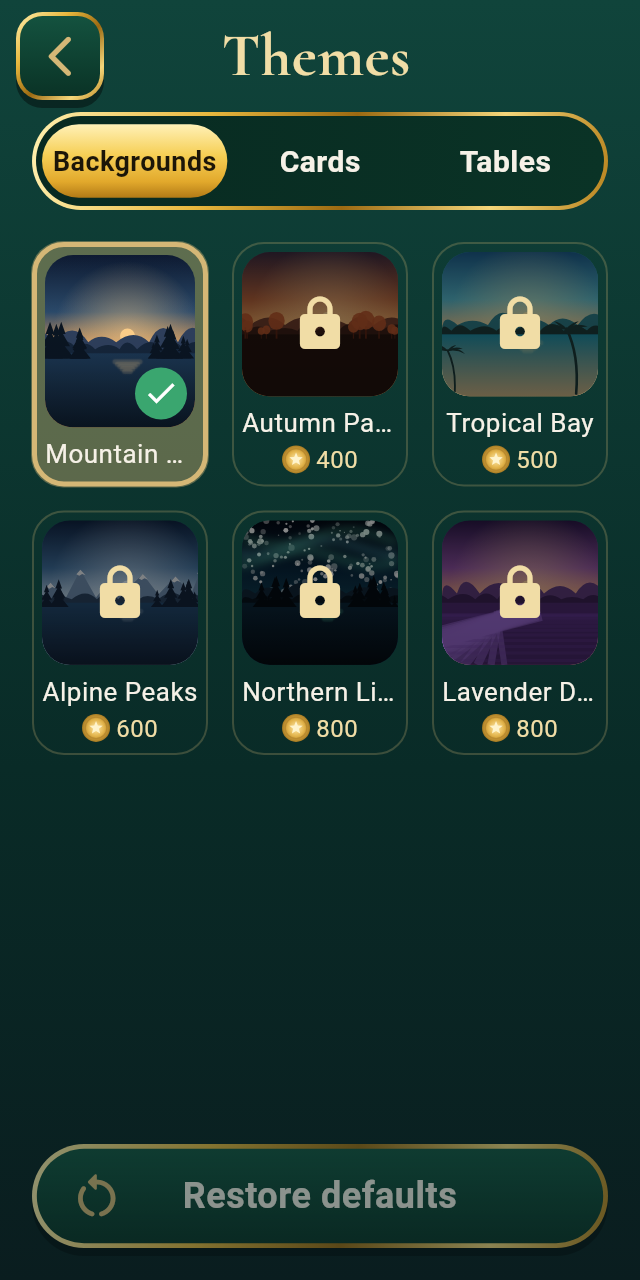 Themes
Backgrounds
Cards
Tables
Mountain ...
Autumn Pa...
400
Tropical Bay
500
Alpine Peaks
600
Northern Li...
800
Lavender D...
800
Restore defaults